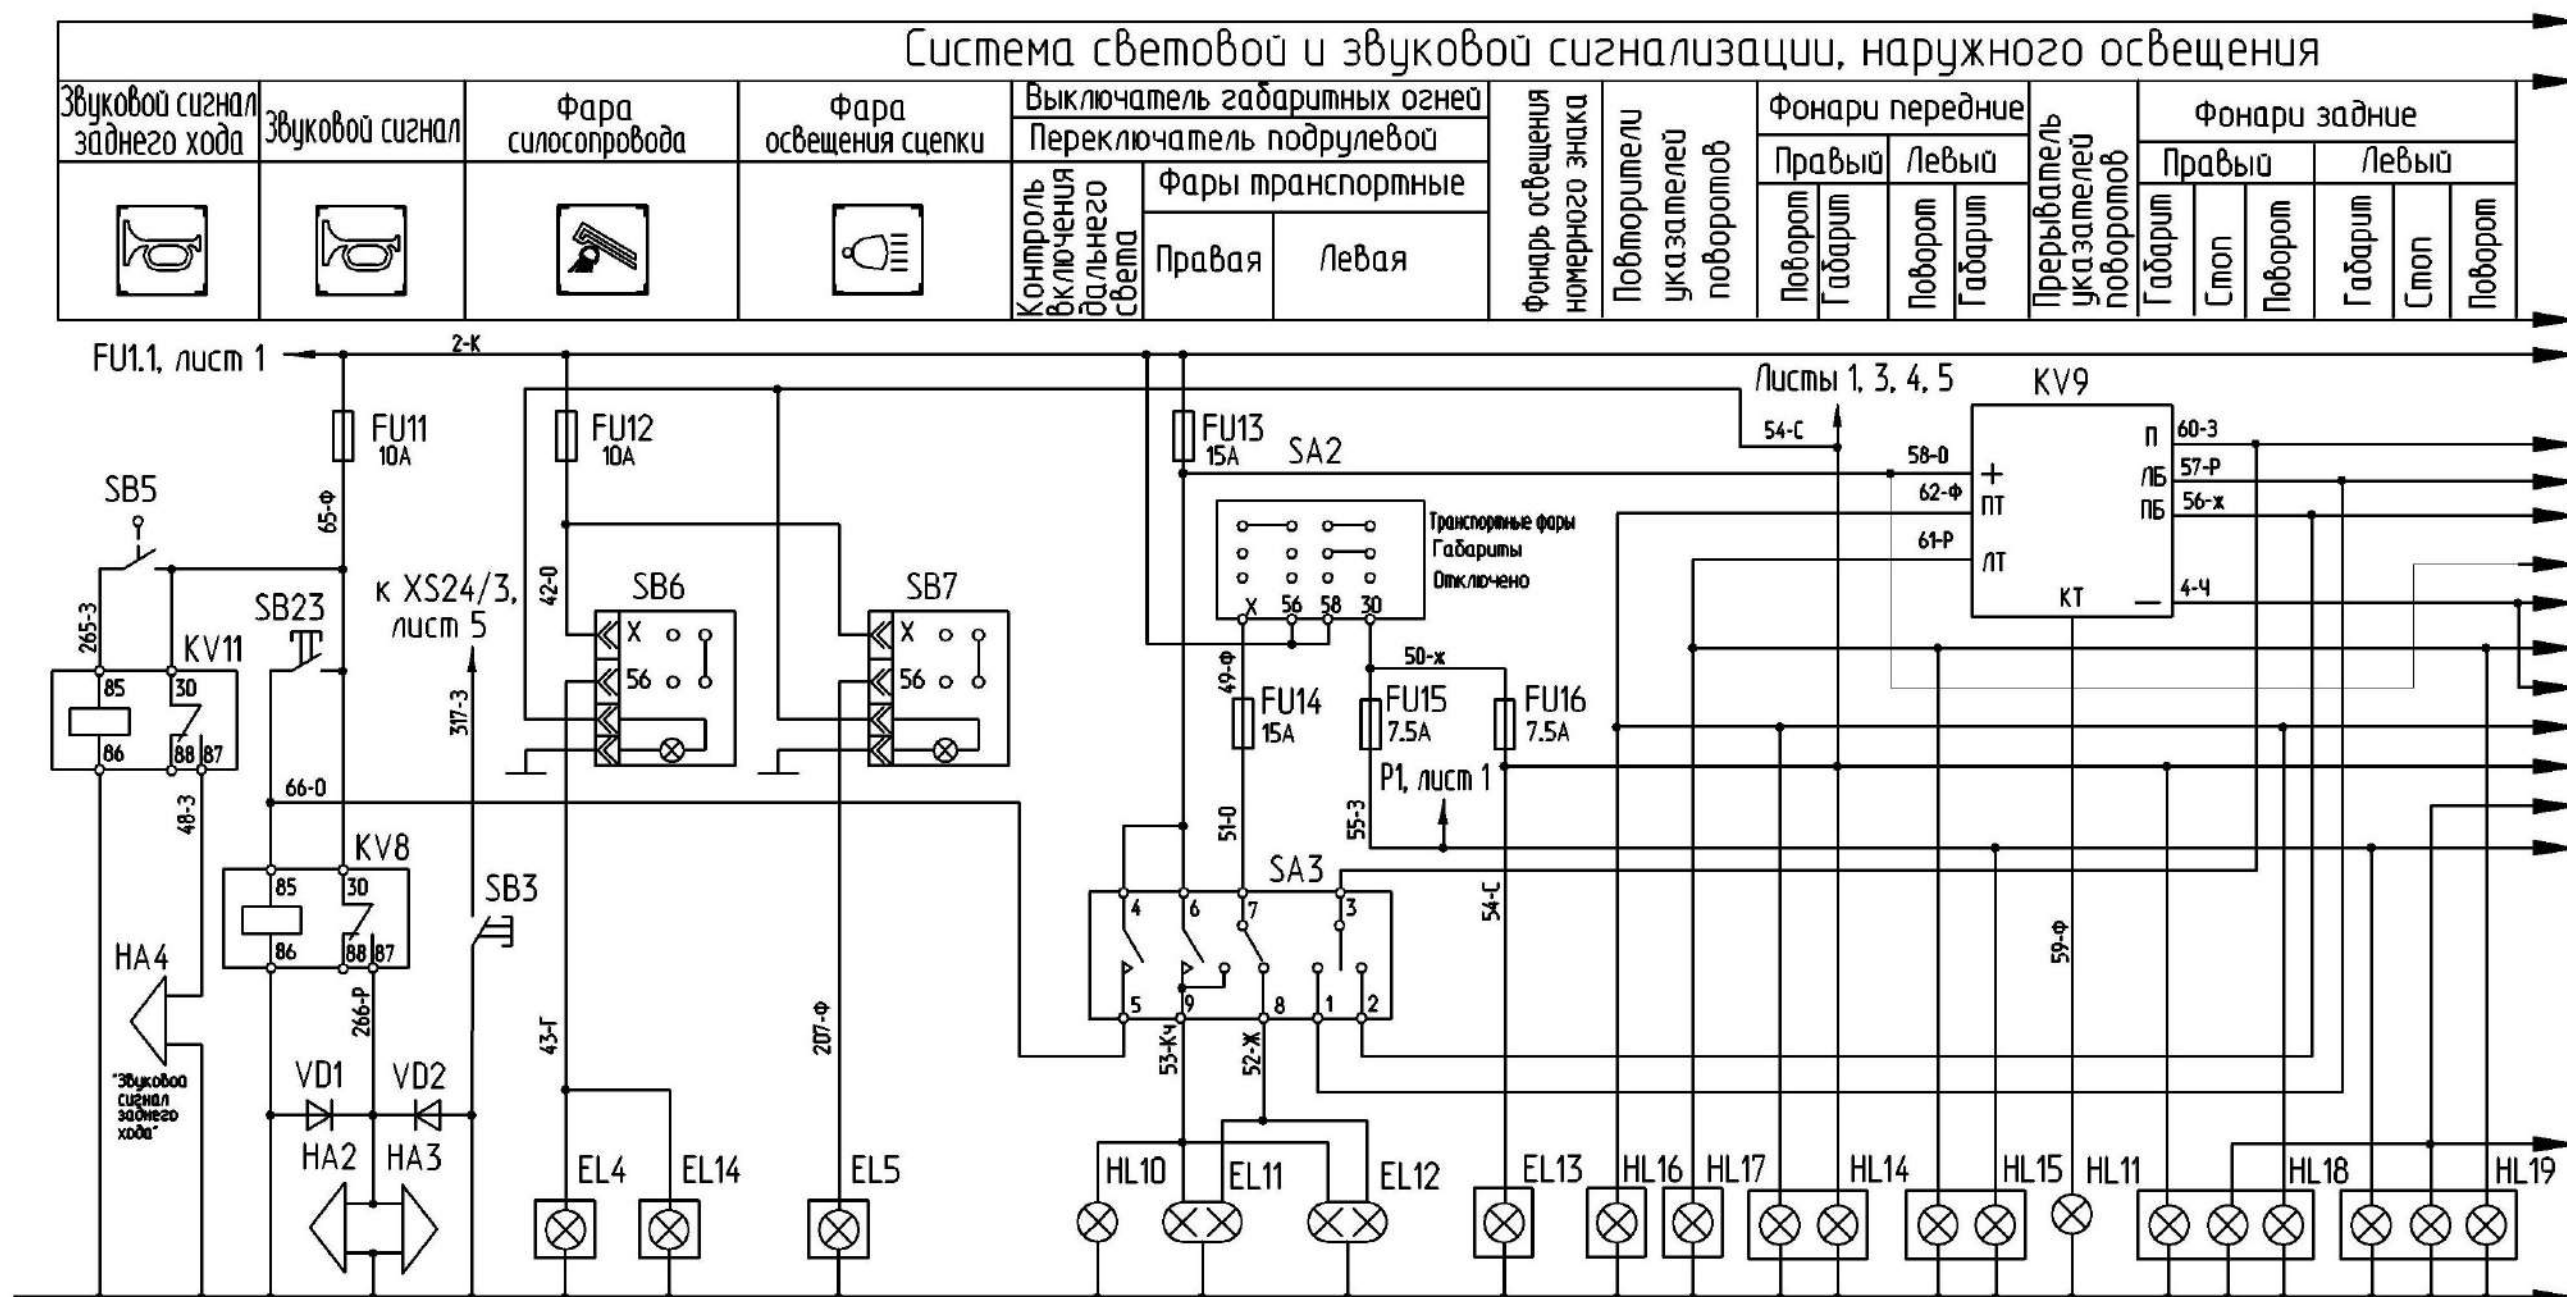 Система световой и звуковой сигнализации, наружного освещения
Звуковой сигнал
заднего хода
Звуковой сигнал
Фара
силосопровода
Фара
освещения сцепки
Выключатель габаритных огней
Переключатель подрулевой
Контроль
включения
дальнего
света
Фары транспортные
Правая
Левая
Фонарь освещения
номерного знака
Повторители
указателей
поворотов
Фонари передние
Правый
Левый
Поворот
Габарит
Поворот
Габарит
Прерыватель
указателей
поворотов
Фонари задние
Правый
Левый
Габарит
Стоп
Поворот
Габарит
Стоп
Поворот
FU1.1, лист 1
2-К
Листы 1, 3, 4, 5
KV9
FU11
10А
FU12
10А
FU13
15А
SA2
54-С
58-О
62-Ф
61-Р
+
ПТ
ЛТ
КТ
П
ЛБ
ПБ
—
60-З
57-Р
56-ж
4-Ч
SB5
65-Ф
Транспортные фары
Габариты
Отключено
X
56
58
30
265-З
SB23
к XS24/3,
лист 5
42-О
SB6
X
56
SB7
X
56
KV11
85
30
86
88
87
317-З
49-Ф
50-ж
FU14
15А
FU15
7.5А
FU16
7.5А
66-О
48-З
P1, лист 1
51-О
55-З
KV8
85
30
86
88
87
SB3
SA3
4
6
7
3
5
9
8
1
2
54-С
59-Ф
HA4
"Звуковоа
сигнал
заднего
хода"
266-Р
43-Г
207-Ф
53-Кч
52-Ж
VD1
VD2
HA2
HA3
EL4
EL14
EL5
HL10
EL11
EL12
EL13
HL16
HL17
HL14
HL15
HL11
HL18
HL19